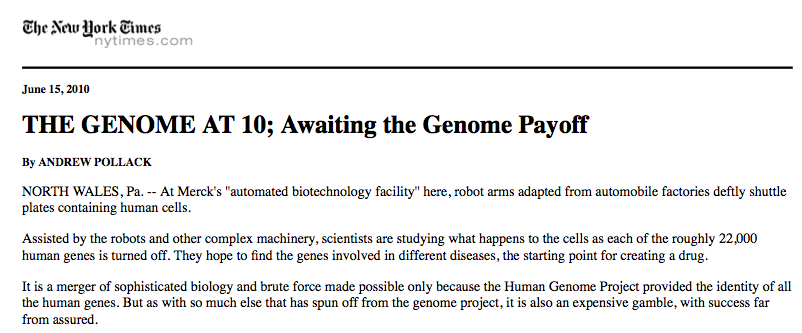 The New York Times
nytimes.com
June 15, 2010
THE GENOME AT 10; Awaiting the Genome Payoff
By ANDREW POLLACK
NORTH WALES, Pa. -- At Merck's "automated biotechnology facility" here, robot arms adapted from automobile factories deftly shuttle
plates containing human cells.
Assisted by the robots and other complex machinery, scientists are studying what happens to the cells as each of the roughly 22,000
human genes is turned off. They hope to find the genes involved in different diseases, the starting point for creating a drug.
It is a merger of sophisticated biology and brute force made possible only because the Human Genome Project provided the identity of all
the human genes. But as with so much else that has spun off from the genome project, it is also an expensive gamble, with success far
from assured.